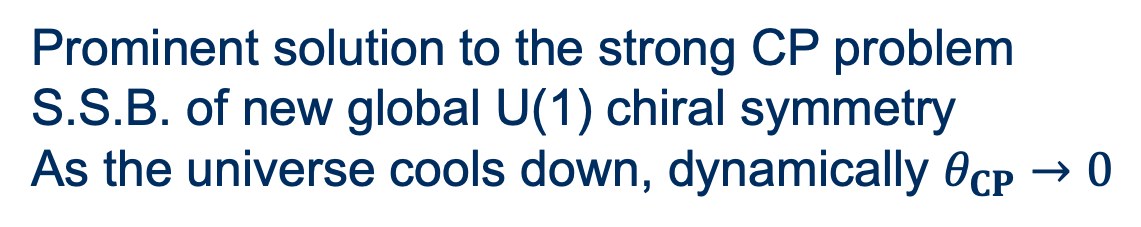 Prominent solution to the strong CP problem
S.S.B. of new global U(1) chiral symmetry
As the universe cools down, dynamically θ_CP → 0